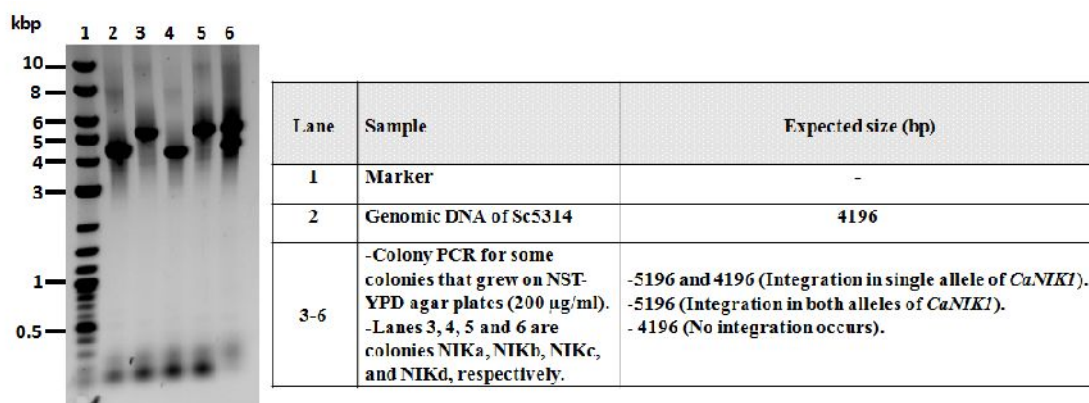 kbp
1 2 3 4 5 6
10
8
6
5
4
3
1
0.5
Lane Sample Expected size (bp)
1 Marker -
2 Genomic DNA of Sc5314 4196
3-6
-Colony PCR for some
colonies that grew on NST-
YPD agar plates (200 µg/ml).
-Lanes 3, 4, 5 and 6 are
colonies NIKa, NIKb, NIKc,
and NIKd, respectively.
-5196 and 4196 (Integration in single allele of CaNIK1).
-5196 (Integration in both alleles of CaNIK1).
- 4196 (No integration occurs).